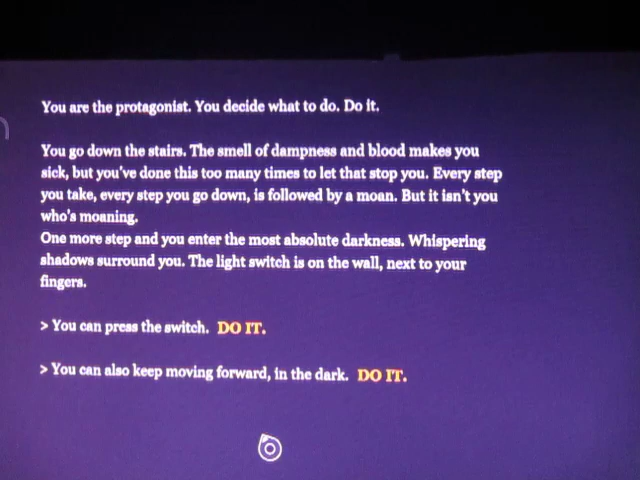 You are the protagonist. You decide what to do. Do it.
You go down the stairs. The smell of dampness and blood makes you
sick, but you've done this too many times to let that stop you. Every step
you take, every step you go down, is followed by a moan. But it isn't you
who's moaning.
One more step and you enter the most absolute darkness. Whispering
shadows surround you. The light switch is on the wall, next to your
fingers.
> You can press the switch. DO IT.
> You can also keep moving forward, in the dark. DO IT.